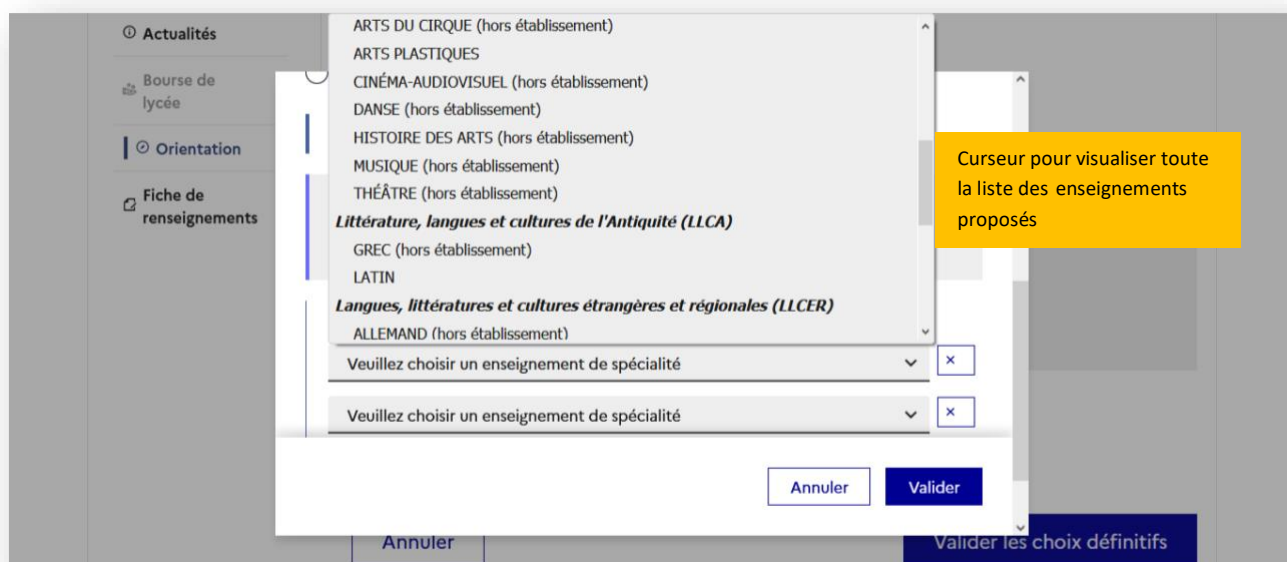 Actualités
Bourse de
lycée
Orientation
Fiche de
renseignements
ARTS DU CIRQUE (hors établissement)
ARTS PLASTIQUES
CINÉMA-AUDIOVISUEL (hors établissement)
DANSE (hors établissement)
HISTOIRE DES ARTS (hors établissement)
MUSIQUE (hors établissement)
THÉÂTRE (hors établissement)
Littérature, langues et cultures de l'Antiquité (LLCA)
GREC (hors établissement)
LATIN
Langues, littératures et cultures étrangères et régionales (LLCER)
ALLEMAND (hors établissement)
Curseur pour visualiser toute
la liste des enseignements
proposés
Veuillez choisir un enseignement de spécialité
Veuillez choisir un enseignement de spécialité
Annuler
Valider
Annuler
Valider les choix définitifs